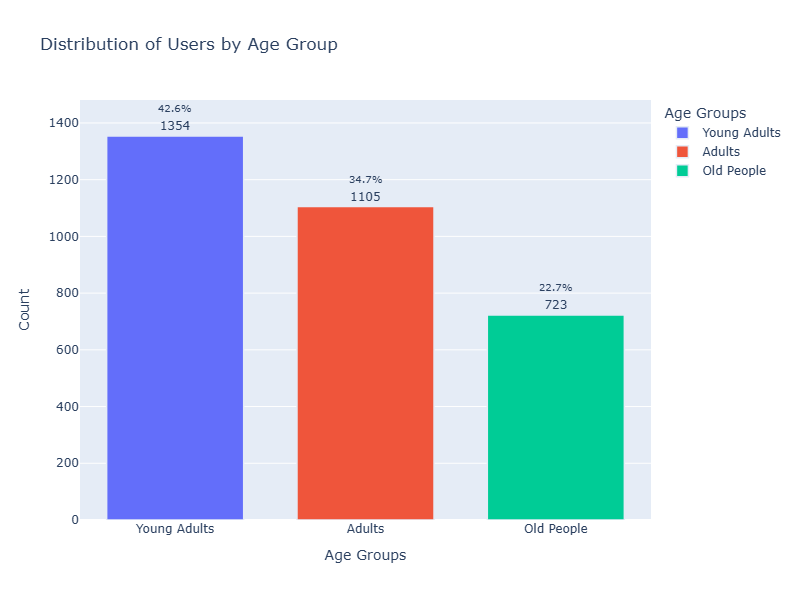 Distribution of Users by Age Group
Age Groups
Young Adults
Adults
Old People
Count
1400
1200
1000
800
600
400
200
0
42.6%
1354
34.7%
1105
22.7%
723
Young Adults
Adults
Old People
Age Groups